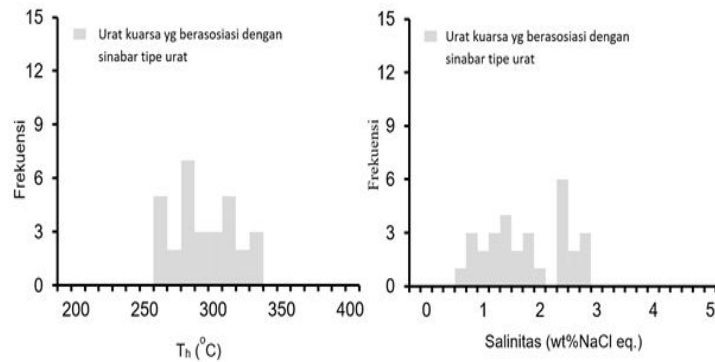 15
12
9
6
3
0
Frekuensi
Urat kuarsa yg berasosiasi dengan
sinabar tipe urat
200 250 300 350 400
Th (°C)
15
12
9
6
3
0
Frekuensi
Urat kuarsa yg berasosiasi dengan
sinabar tipe urat
0 1 2 3 4 5
Salinitas (wt%NaCl eq.)